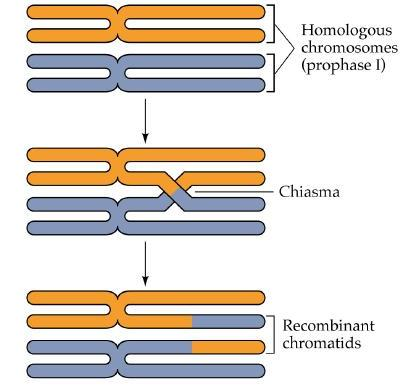 Homologous
chromosomes
(prophase I)
Chiasma
Recombinant
chromatids